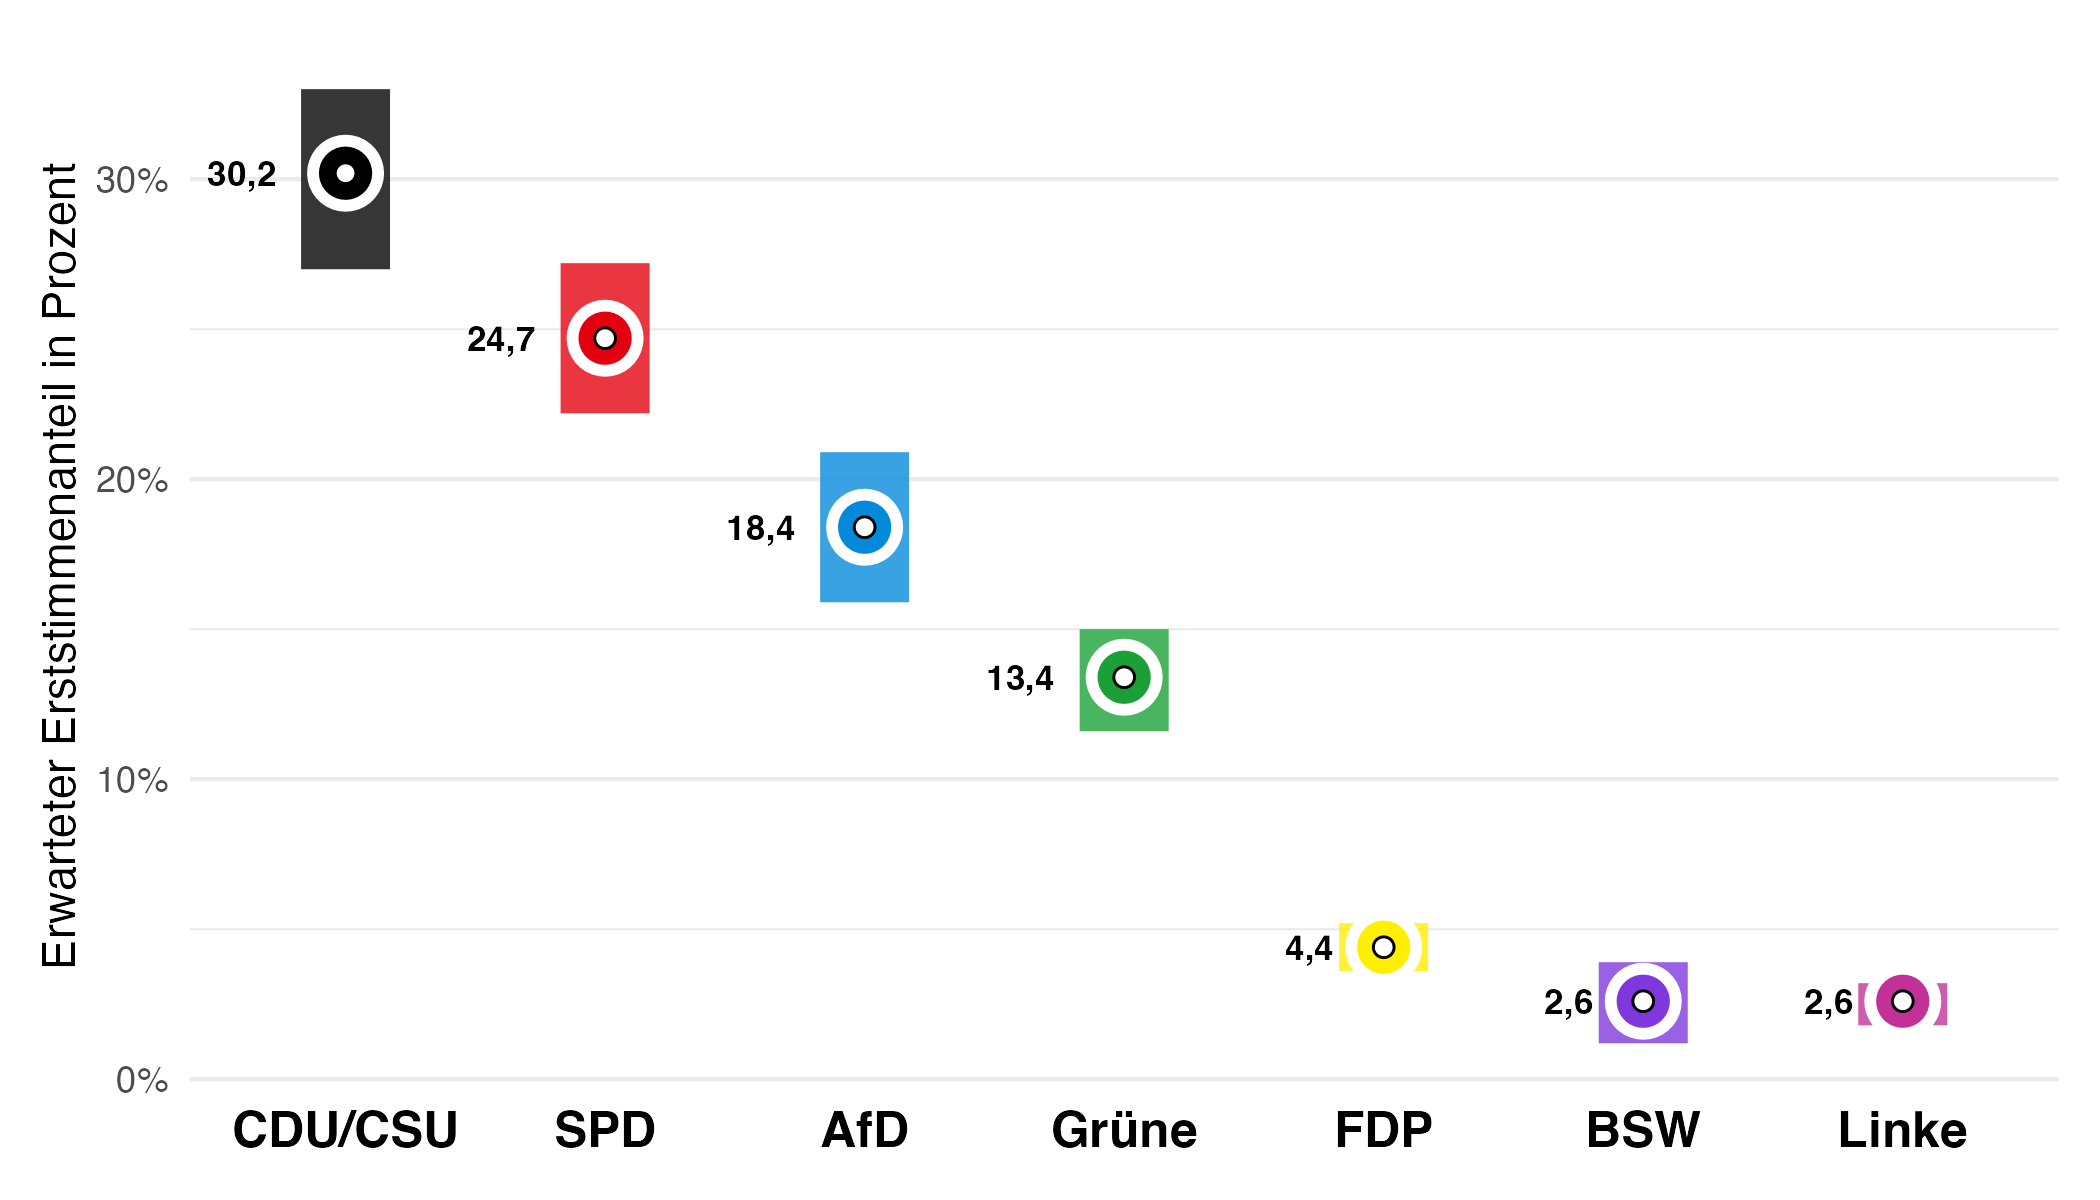 Erwarteter Erststimmenanteil in Prozent
30%
20%
10%
0%
30,2
24,7
18,4
13,4
4,4
2,6
2,6
CDU/CSU
SPD
AfD
Grüne
FDP
BSW
Linke